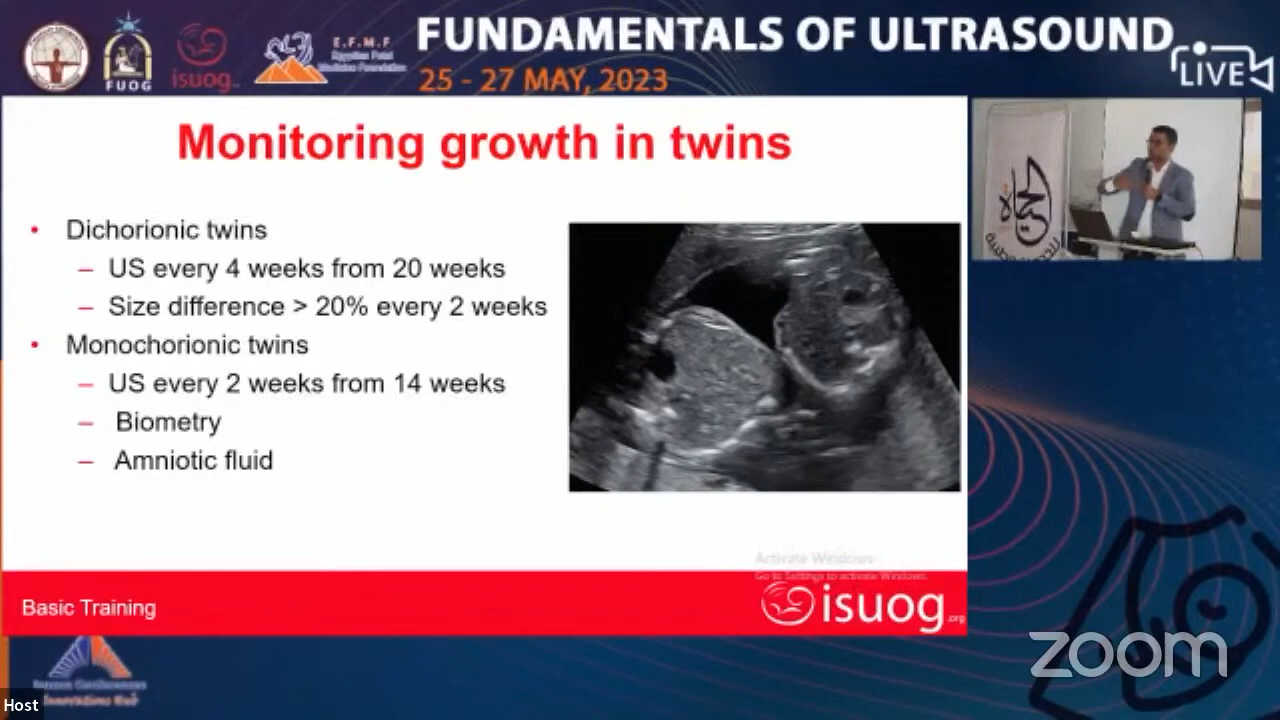 FUNDAMENTALS OF ULTRASOUND
25 - 27 MAY, 2023
LIVE
FUOG
isuog
E.F.M.F
Monitoring growth in twins
• Dichorionic twins
– US every 4 weeks from 20 weeks
– Size difference > 20% every 2 weeks
• Monochorionic twins
– US every 2 weeks from 14 weeks
– Biometry
– Amniotic fluid
الحياة
Activate Windows
Go to Settings to activate Windows.
Basic Training
isuog.org
zoom
Host